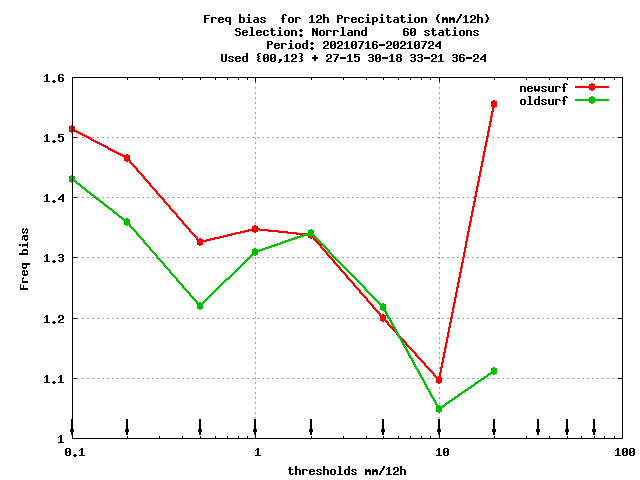 Freq bias  for 12h Precipitation (mm/12h)
Selection: Norrland     60 stations
Period: 20210716-20210724
Used {00,12} + 27-15 30-18 33-21 36-24
newsurf
oldsurf
1.6
1.5
1.4
1.3
1.2
1.1
1
Freq bias
0.1 1 10 100
thresholds mm/12h